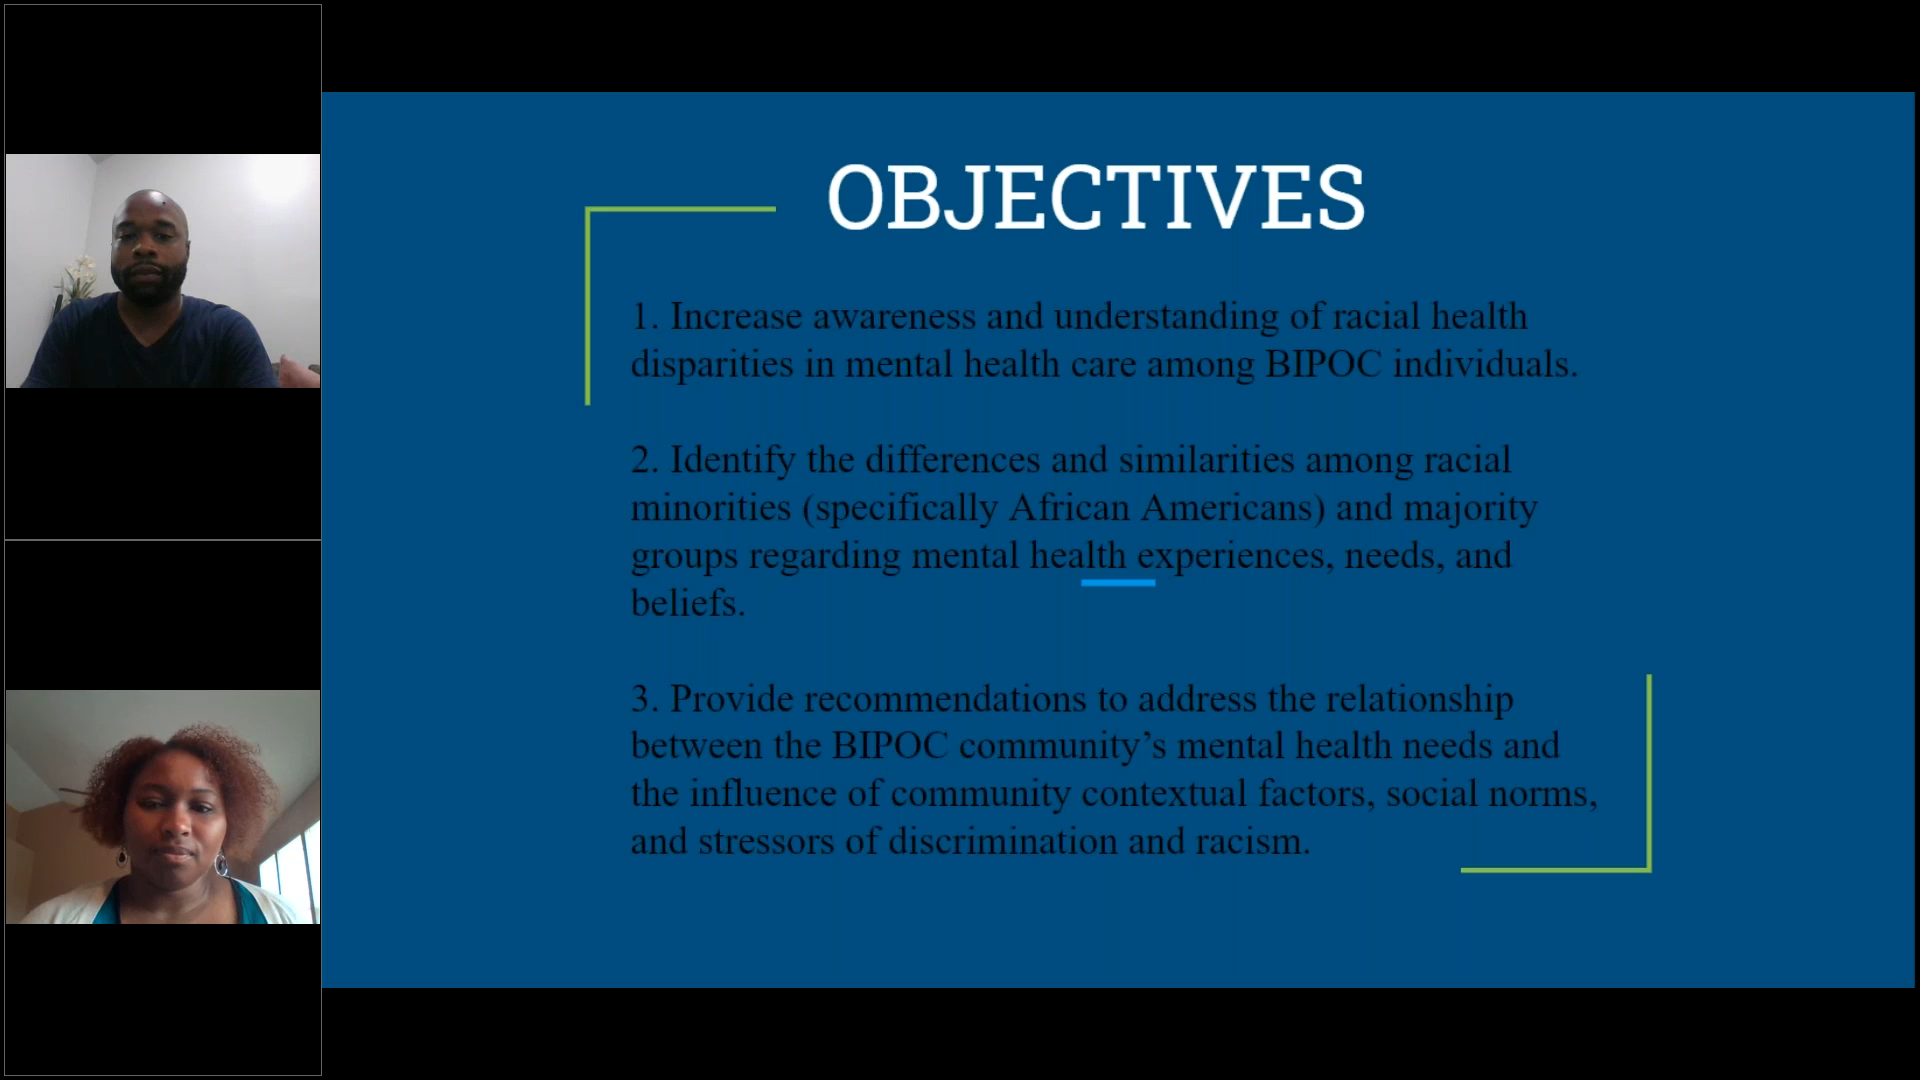 OBJECTIVES
1. Increase awareness and understanding of racial health
disparities in mental health care among BIPOC individuals.
2. Identify the differences and similarities among racial
minorities (specifically African Americans) and majority
groups regarding mental health experiences, needs, and
beliefs.
3. Provide recommendations to address the relationship
between the BIPOC community’s mental health needs and
the influence of community contextual factors, social norms,
and stressors of discrimination and racism.